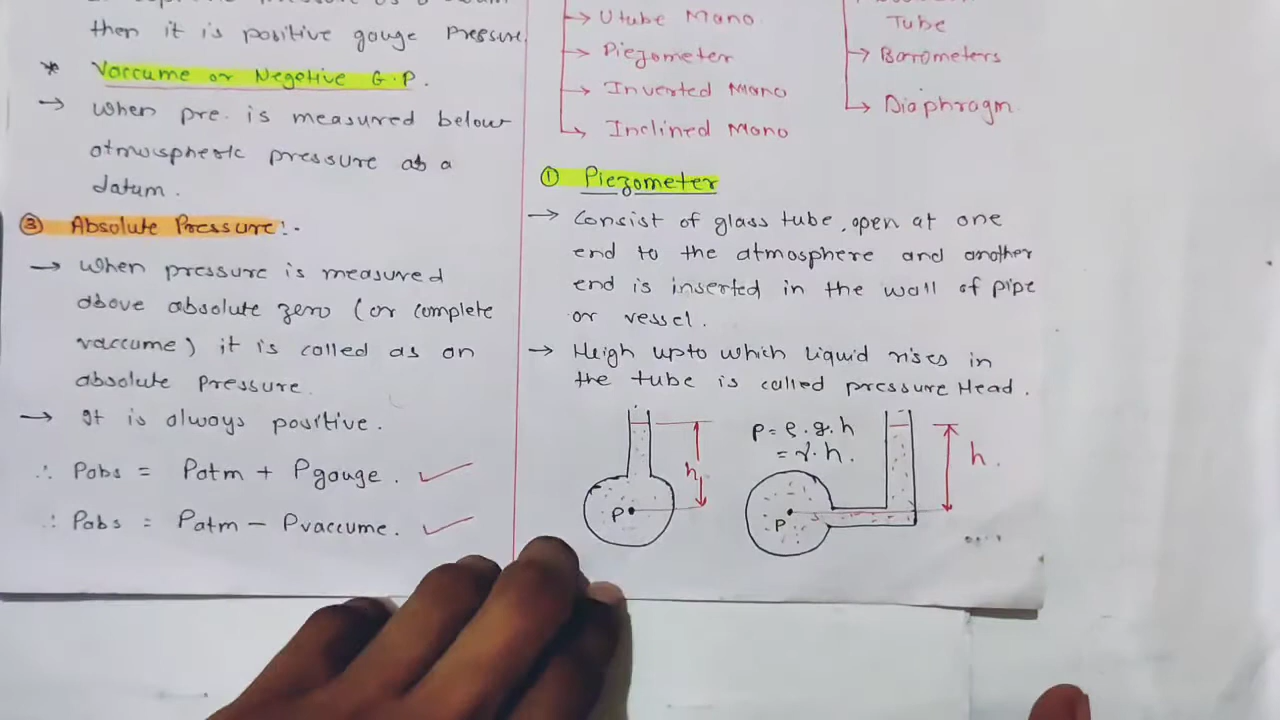 then it is positive gauge pressure
* Vaccume or Negetive G.P.
→ when pre. is measured below
atmospheric pressure as a
datum.
③ Absolute Pressure:-
→ when pressure is measured
above absolute zero (or complete
vaccume) it is called as an
absolute pressure.
→ It is always positive.
∴ Pabs = Patm + Pgauge.
∴ Pabs = Patm - Pvaccume.
→ Utube Mano
→ Piezometer
→ Inverted Mano
→ Inclined Mano
Tube
→ Barometers
→ Diaphragm
① Piezometer
→ Consist of glass tube, open at one
end to the atmosphere and another
end is inserted in the wall of pipe
or vessel.
→ Heigh upto which liquid rises in
the tube is called pressure Head.
P = ρ.g.h
= γ.h.
h
h.
P
P